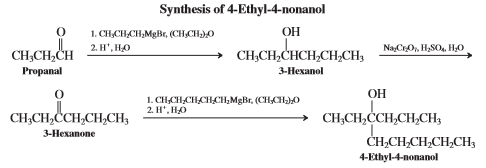 Synthesis of 4-Ethyl-4-nonanol
O
CH₃CH₂CH
Propanal
1. CH₃CH₂CH₂MgBr, (CH₃CH₂)₂O
2. H⁺, H₂O
OH
CH₃CH₂CHCH₂CH₂CH₃
3-Hexanol
Na₂Cr₂O₇, H₂SO₄, H₂O
O
CH₃CH₂CCH₂CH₂CH₃
3-Hexanone
1. CH₃CH₂CH₂CH₂CH₂MgBr, (CH₃CH₂)₂O
2. H⁺, H₂O
OH
CH₃CH₂CCH₂CH₂CH₃
CH₂CH₂CH₂CH₂CH₃
4-Ethyl-4-nonanol